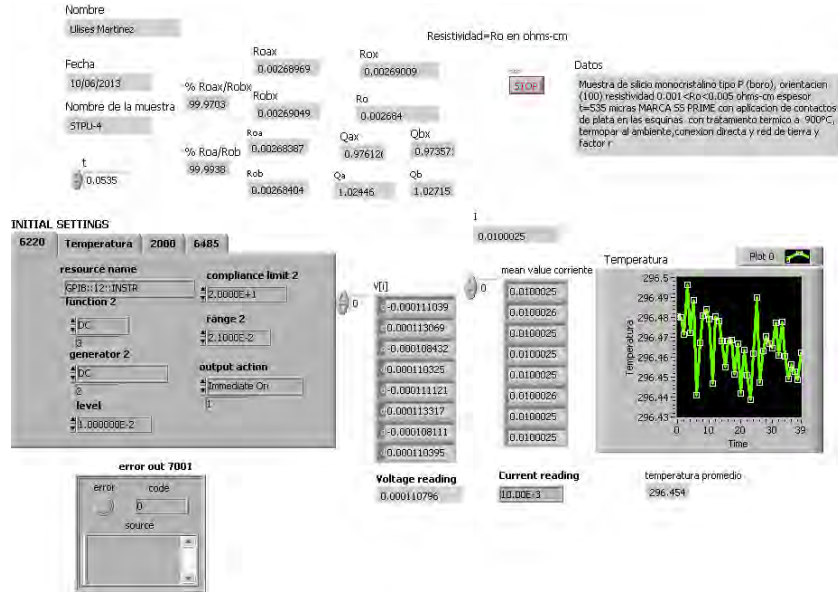 Nombre
Ulises Martinez
Resistividad=Ro en ohms-cm
Fecha
10/06/2013
Nombre de la muestra
STPU-4
t
0.0535
% Roax/Robx
99.9703
% Roa/Rob
99.9938
Roax
0.00268969
Robx
0.00269049
Roa
0.00268387
Rob
0.00268404
Rox
0.00269009
Ro
0.002684
Qax
0.97612
Qbx
0.97357
Qa
1.02446
Qb
1.02715
STOP
Datos
Muestra de silicio monocristalino tipo P (boro), orientacion
(100) resistividad 0.001<Ro<0.005 ohms-cm espesor
t=535 micras MARCA SS PRIME con aplicacion de contactos
de plata en las esquinas con tratamiento termico a 900ºC,
termopar al ambiente,conexion directa y red de tierra y
factor r
INITIAL SETTINGS
6220 Temperatura 2000 6485
resource name
GPIB::12::INSTR
function 2
DC
generator 2
DC
level
1.000000E-2
compliance limit 2
2.0000E+1
range 2
2.1000E-2
output action
Immediate On
I
0.0100025
0
v[i]
-0.000111039
0.000113069
-0.000108432
0.000110325
-0.000111121
0.000113317
-0.000108111
0.000110395
Voltage reading
0.000110796
0
mean value corriente
0.0100025
0.0100026
0.0100025
0.0100025
0.0100025
0.0100026
0.0100025
0.0100025
Current reading
10.00E-3
Temperatura
Plot 0
Temperatura
296.5
296.49
296.48
296.47
296.46
296.45
296.44
296.43
0 10 20 30 39
Time
temperatura promedio
296.454
error out 7001
error
code
0
source